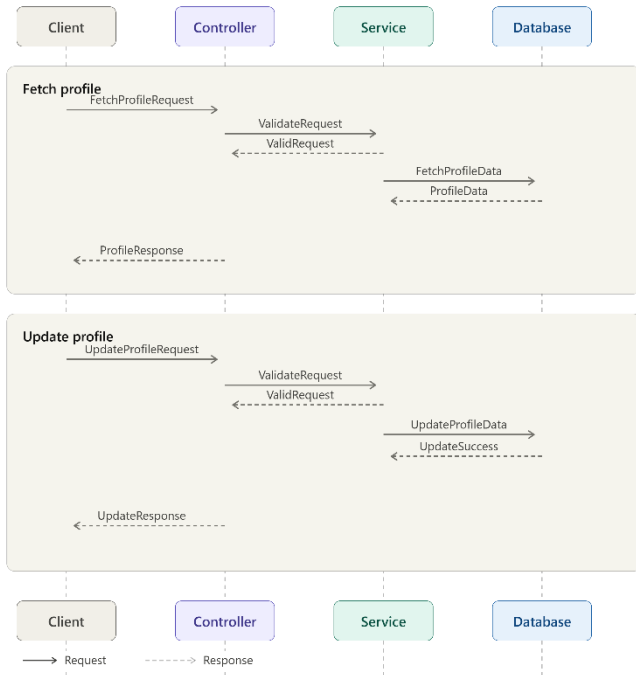 Client Controller Service Database
Fetch profile
FetchProfileRequest
ValidateRequest
ValidRequest
FetchProfileData
ProfileData
ProfileResponse
Update profile
UpdateProfileRequest
ValidateRequest
ValidRequest
UpdateProfileData
UpdateSuccess
UpdateResponse
Client Controller Service Database
Request Response